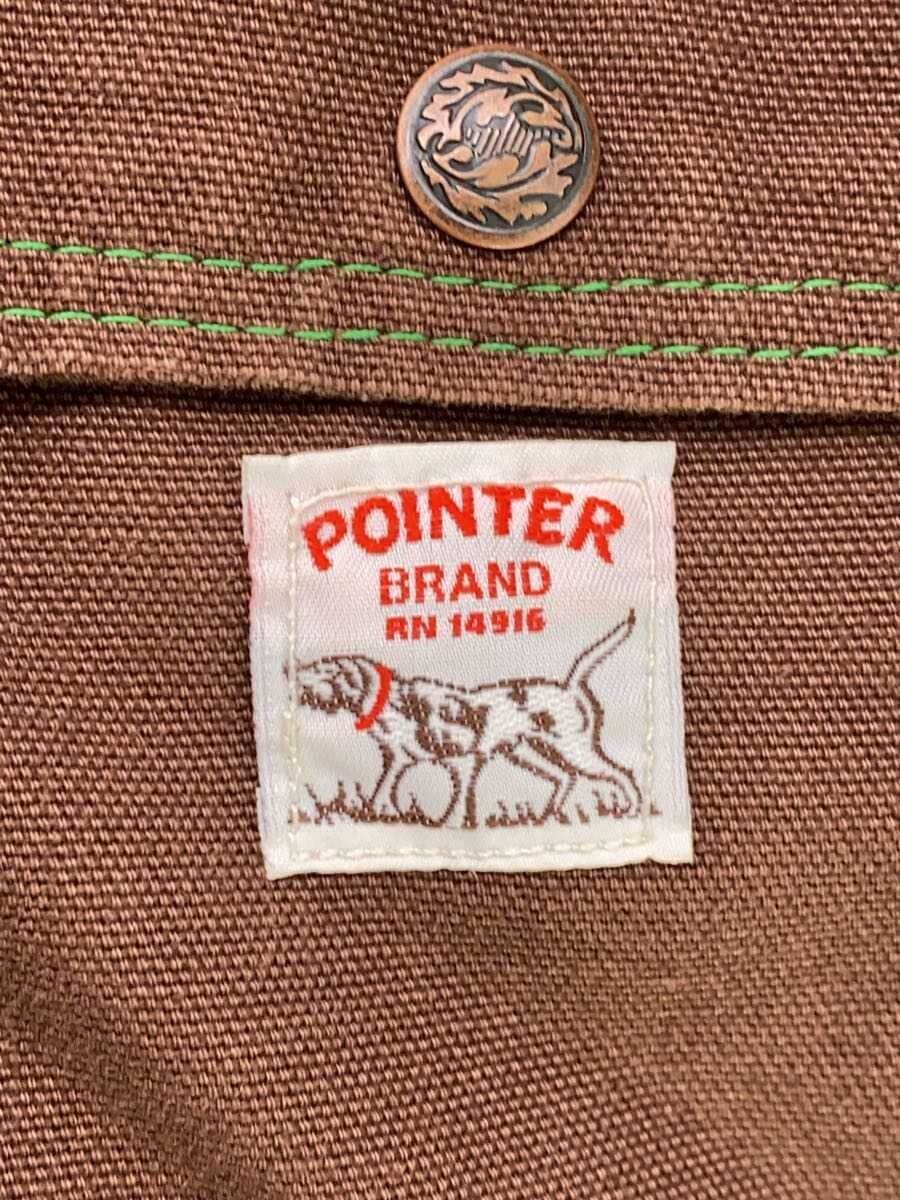 POINTER
BRAND
RN 14916